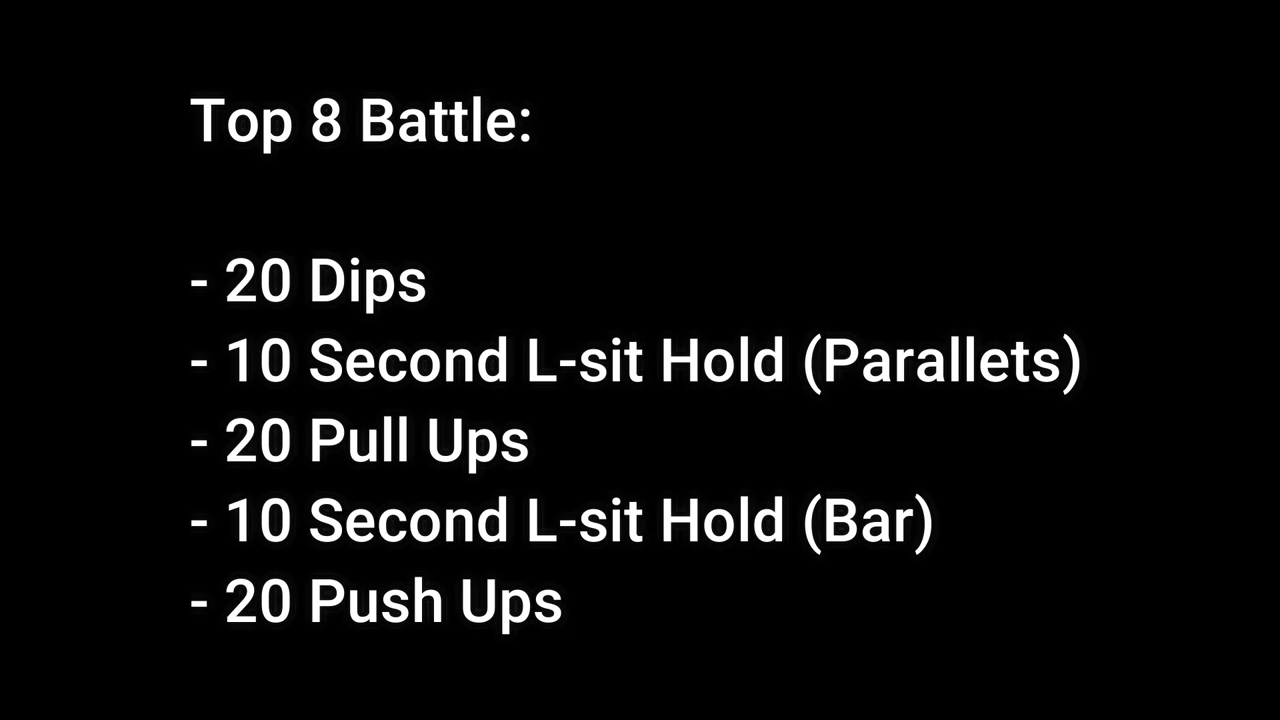 Top 8 Battle:
- 20 Dips
- 10 Second L-sit Hold (Parallets)
- 20 Pull Ups
- 10 Second L-sit Hold (Bar)
- 20 Push Ups